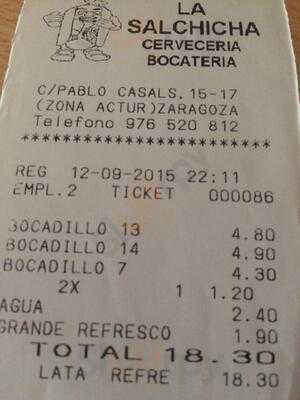 LA
SALCHICHA
CERVECERIA
BOCATERIA
C/PABLO CASALS, 15-17
(ZONA ACTUR)ZARAGOZA
Telefono 976 520 812
*************************
REG 12-09-2015 22:11
EMPL.2 TICKET 000086
BOCADILLO 13 4.80
BOCADILLO 14 4.90
BOCADILLO 7 4.30
2X 1 1.20
AGUA 2.40
GRANDE REFRESCO 1.90
TOTAL 18.30
LATA REFRE 18.30